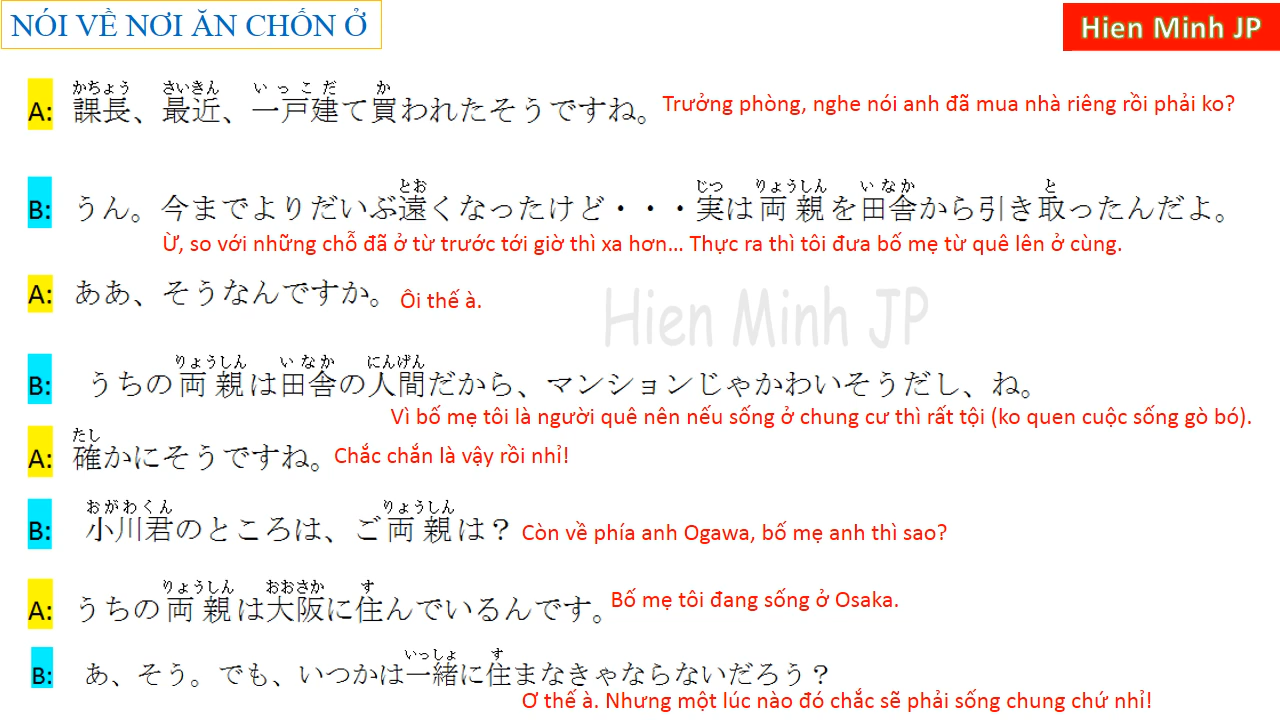 NÓI VỀ NƠI ĂN CHỐN Ở
Hien Minh JP
かちょう さいきん いっこだ か
A: 課長、最近、一戸建て買われたそうですね。 Trưởng phòng, nghe nói anh đã mua nhà riêng rồi phải ko?
とお じつ りょうしん いなか と
B: うん。今までよりだいぶ遠くなったけど・・・実は両親を田舎から引き取ったんだよ。
Ừ, so với những chỗ đã ở từ trước tới giờ thì xa hơn... Thực ra thì tôi đưa bố mẹ từ quê lên ở cùng.
A: ああ、そうなんですか。 Ôi thế à.
Hien Minh JP
りょうしん いなか にんげん
B: うちの両親は田舎の人間だから、マンションじゃかわいそうだし、ね。
Vì bố mẹ tôi là người quê nên nếu sống ở chung cư thì rất tội (ko quen cuộc sống gò bó).
たし
A: 確かにそうですね。 Chắc chắn là vậy rồi nhỉ!
おがわくん りょうしん
B: 小川君のところは、ご両親は？ Còn về phía anh Ogawa, bố mẹ anh thì sao?
りょうしん おおさか す
A: うちの両親は大阪に住んでいるんです。 Bố mẹ tôi đang sống ở Osaka.
いっしょ す
B: あ、そう。でも、いつかは一緒に住まなきゃならないだろう？
Ơ thế à. Nhưng một lúc nào đó chắc sẽ phải sống chung chứ nhỉ!